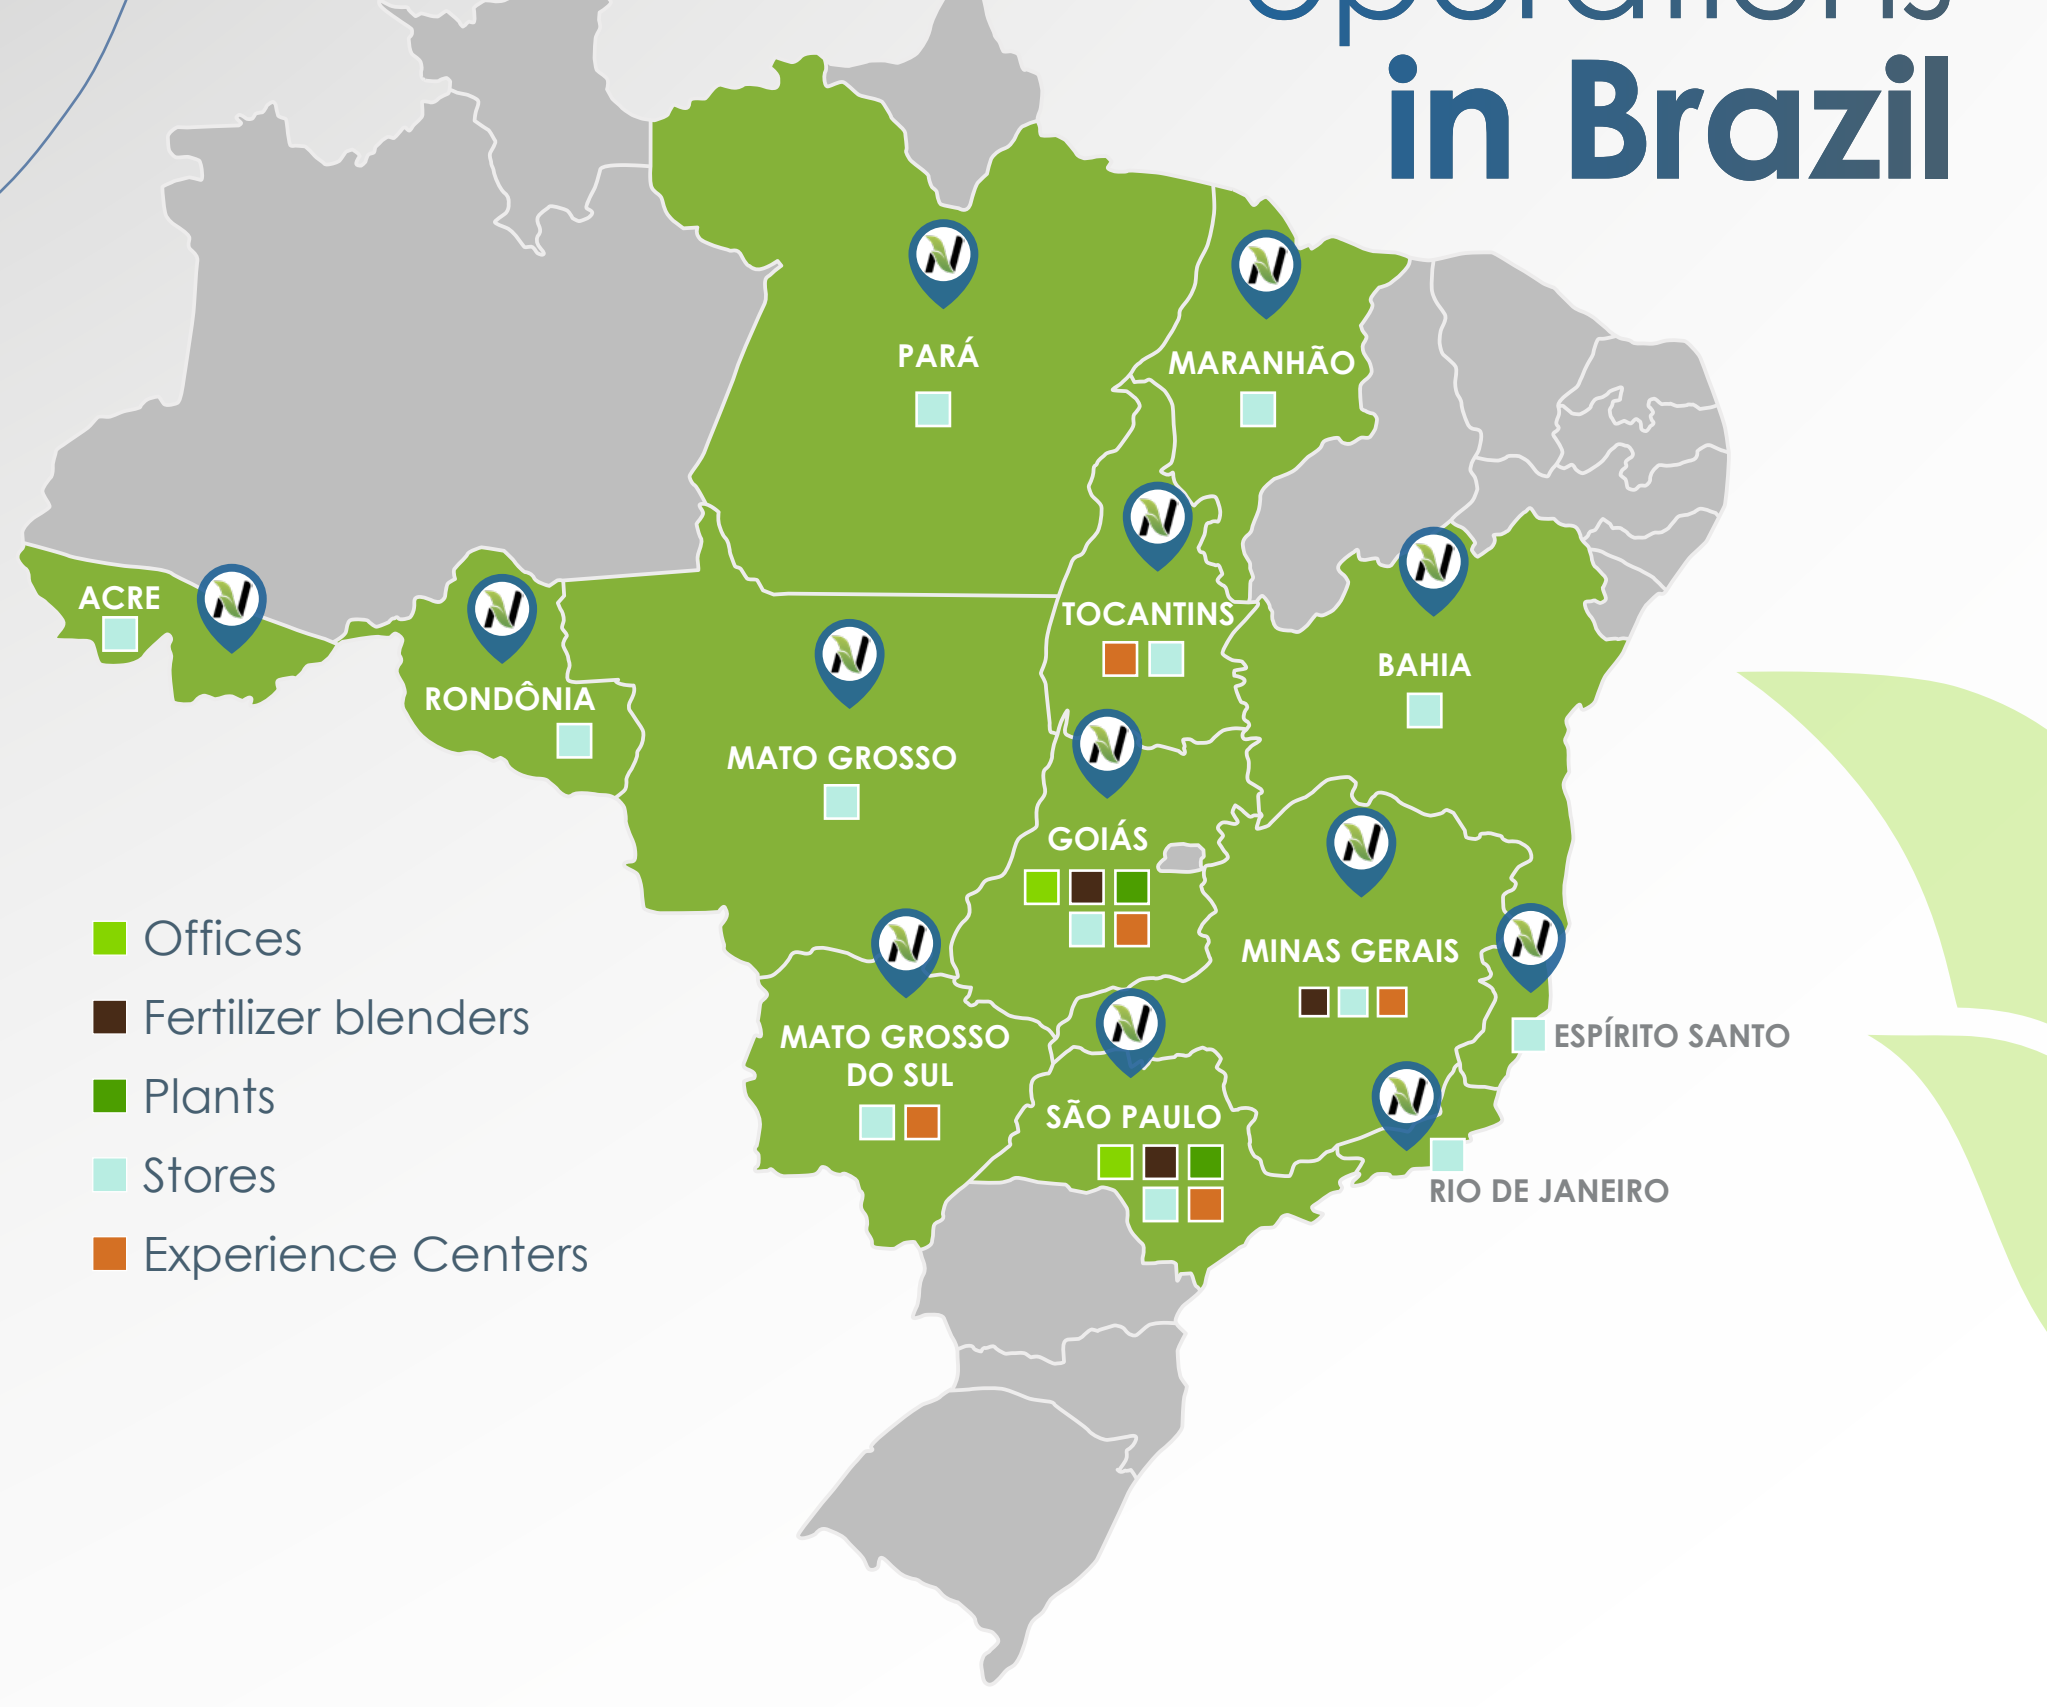 Operations
in Brazil
PARÁ
MARANHÃO
ACRE
TOCANTINS
BAHIA
RONDÔNIA
MATO GROSSO
GOIÁS
MINAS GERAIS
ESPÍRITO SANTO
MATO GROSSO
DO SUL
SÃO PAULO
RIO DE JANEIRO
Offices
Fertilizer blenders
Plants
Stores
Experience Centers